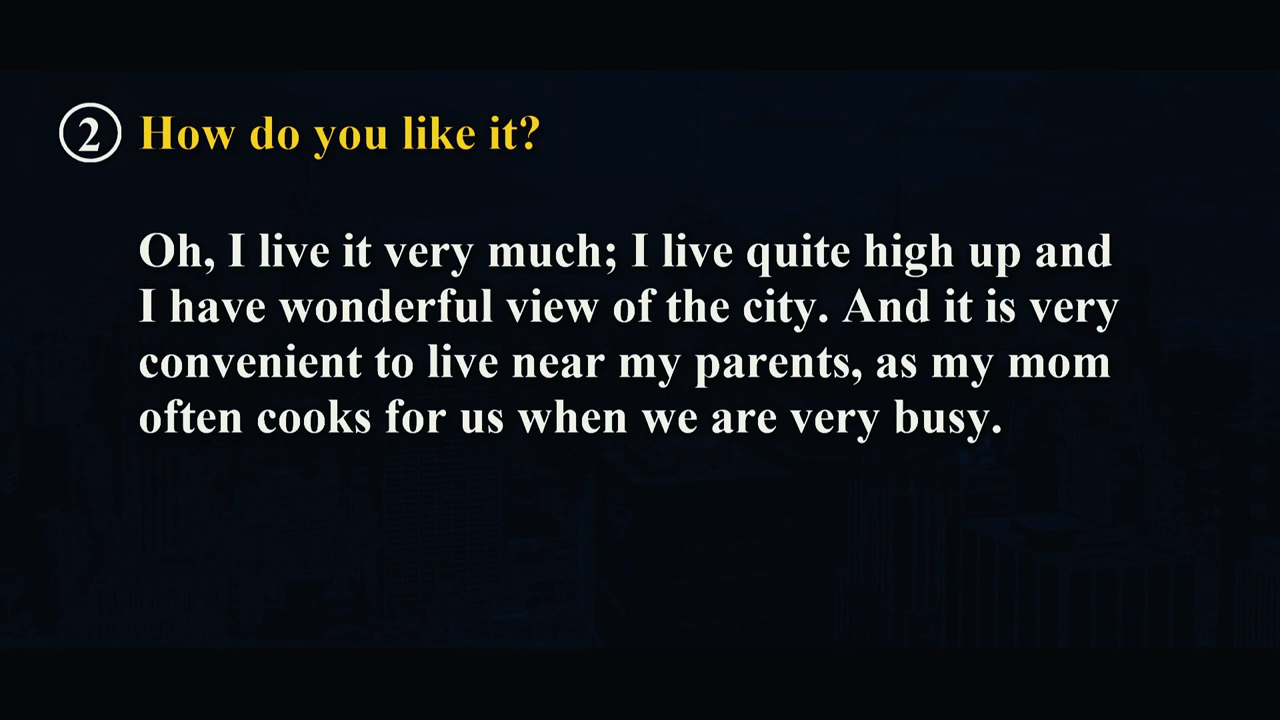 2 How do you like it?
Oh, I live it very much; I live quite high up and
I have wonderful view of the city. And it is very
convenient to live near my parents, as my mom
often cooks for us when we are very busy.